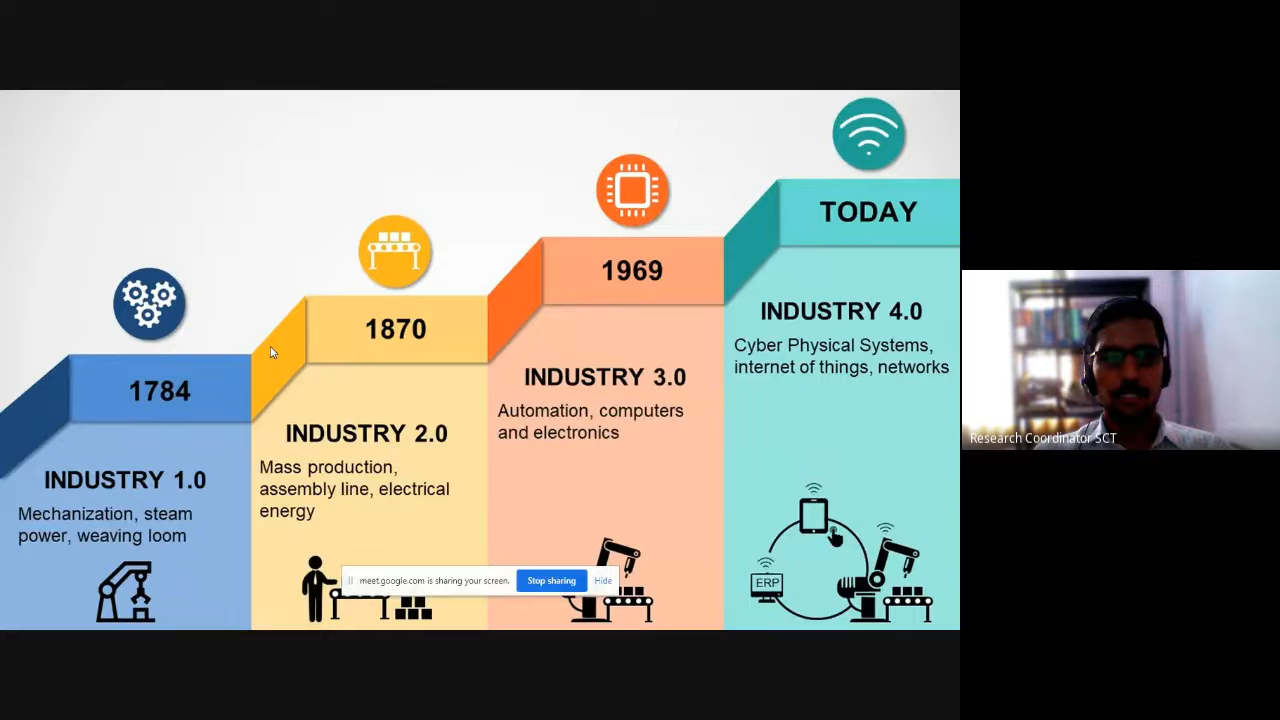 TODAY
1969
1870
1784
INDUSTRY 4.0
Cyber Physical Systems,
internet of things, networks
INDUSTRY 3.0
Automation, computers
and electronics
INDUSTRY 2.0
Mass production,
assembly line, electrical
energy
INDUSTRY 1.0
Mechanization, steam
power, weaving loom
ERP
meet.google.com is sharing your screen.
Stop sharing
Hide
Research Coordinator SCT